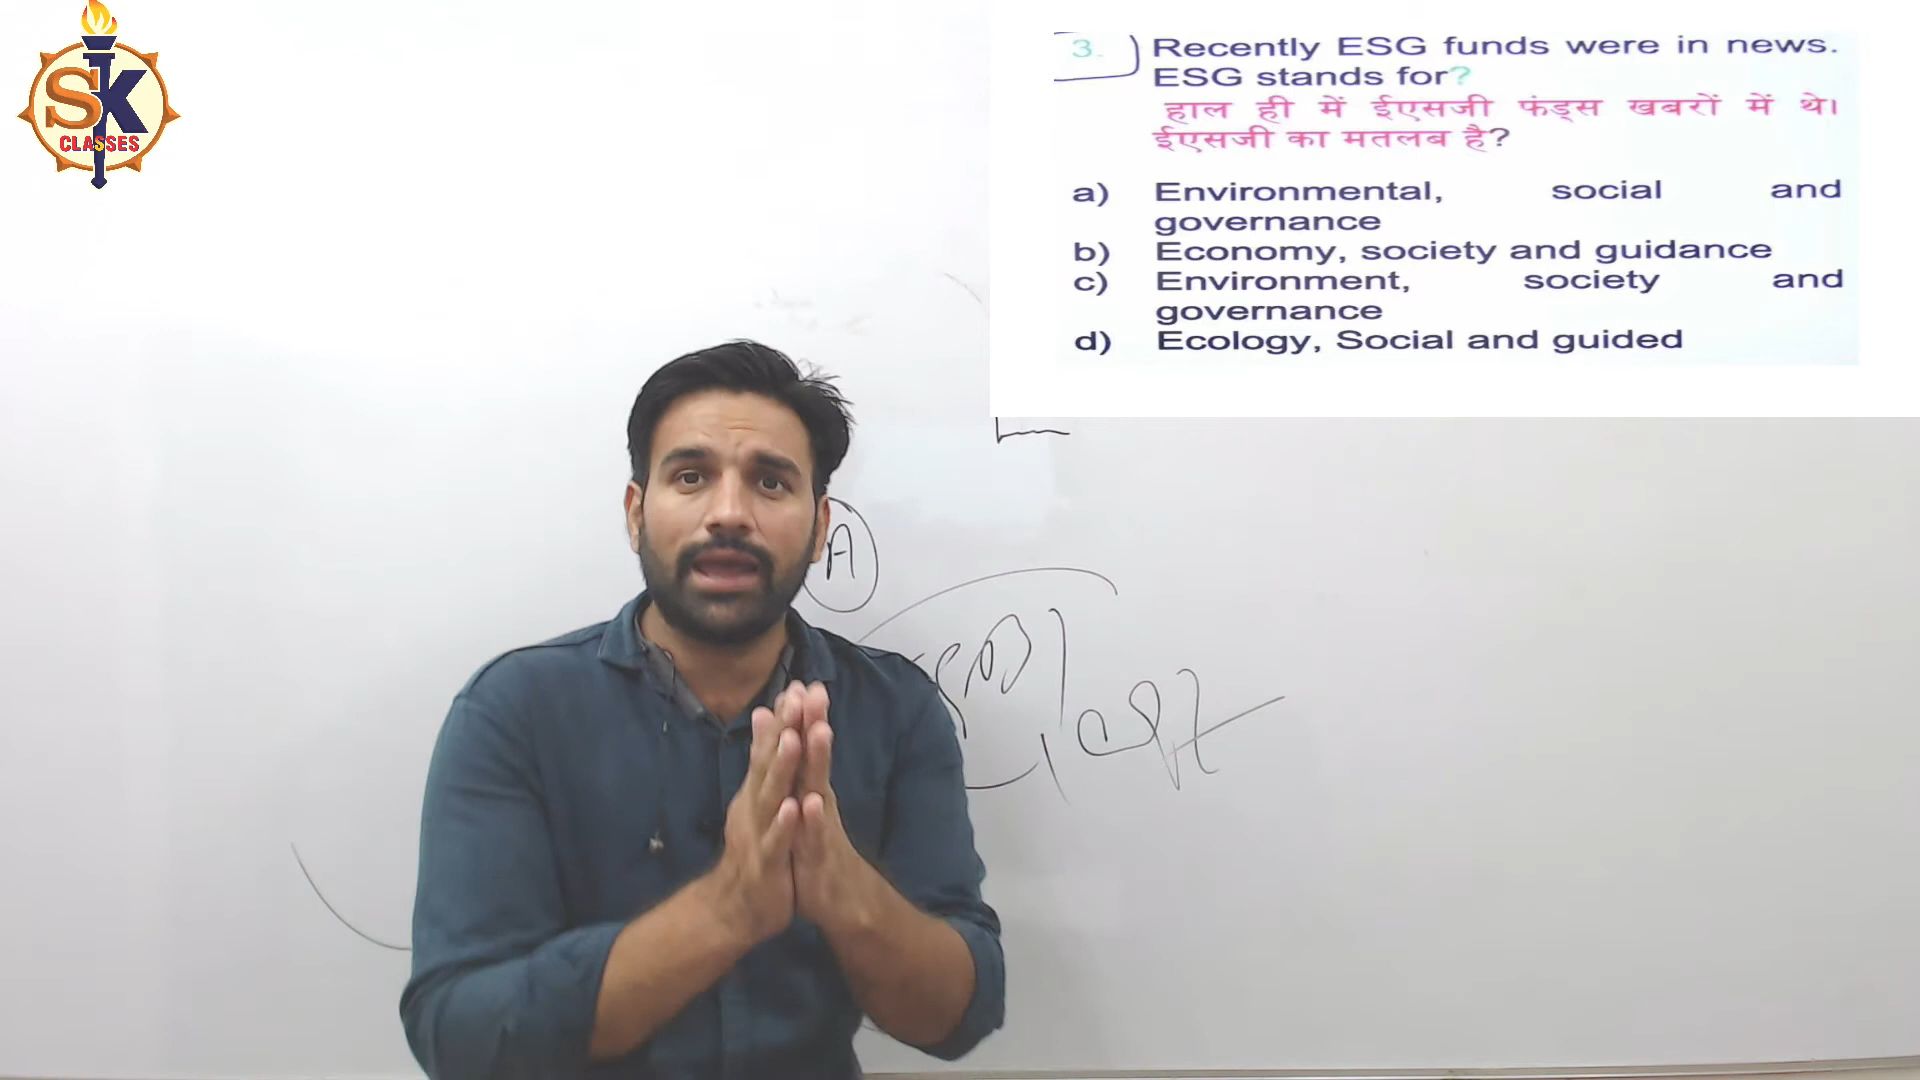 SK
CLASSES
3. Recently ESG funds were in news.
ESG stands for?
हाल ही में ईएसजी फंड्स खबरों में थे।
ईएसजी का मतलब है?
a) Environmental, social and
governance
b) Economy, society and guidance
c) Environment, society and
governance
d) Ecology, Social and guided
A